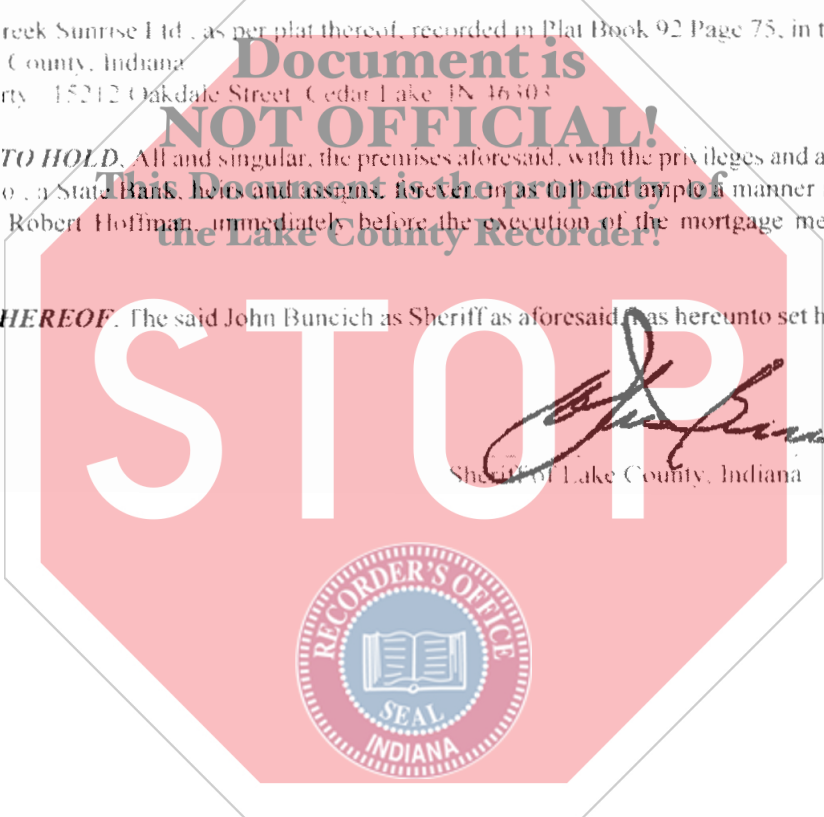 reek Sunrise Ltd., as per plat thereof, recorded in Plat Book 92 Page 75, in t
County, Indiana
Document is
rty 15212 Oakdale Street, Cedar Lake, IN 46303
NOT OFFICIAL!
TO HOLD, All and singular, the premises aforesaid, with the privileges and a
This Document is the property of
o., a State Bank, heirs and assigns, forever, in as full and ample a manner
the Lake County Recorder!
Robert Hoffman, immediately before the execution of the mortgage me
HEREOF, The said John Buncich as Sheriff as aforesaid, has hereunto set h
STOP
Sheriff of Lake County, Indiana
RECORDER'S OFFICE
SEAL
INDIANA